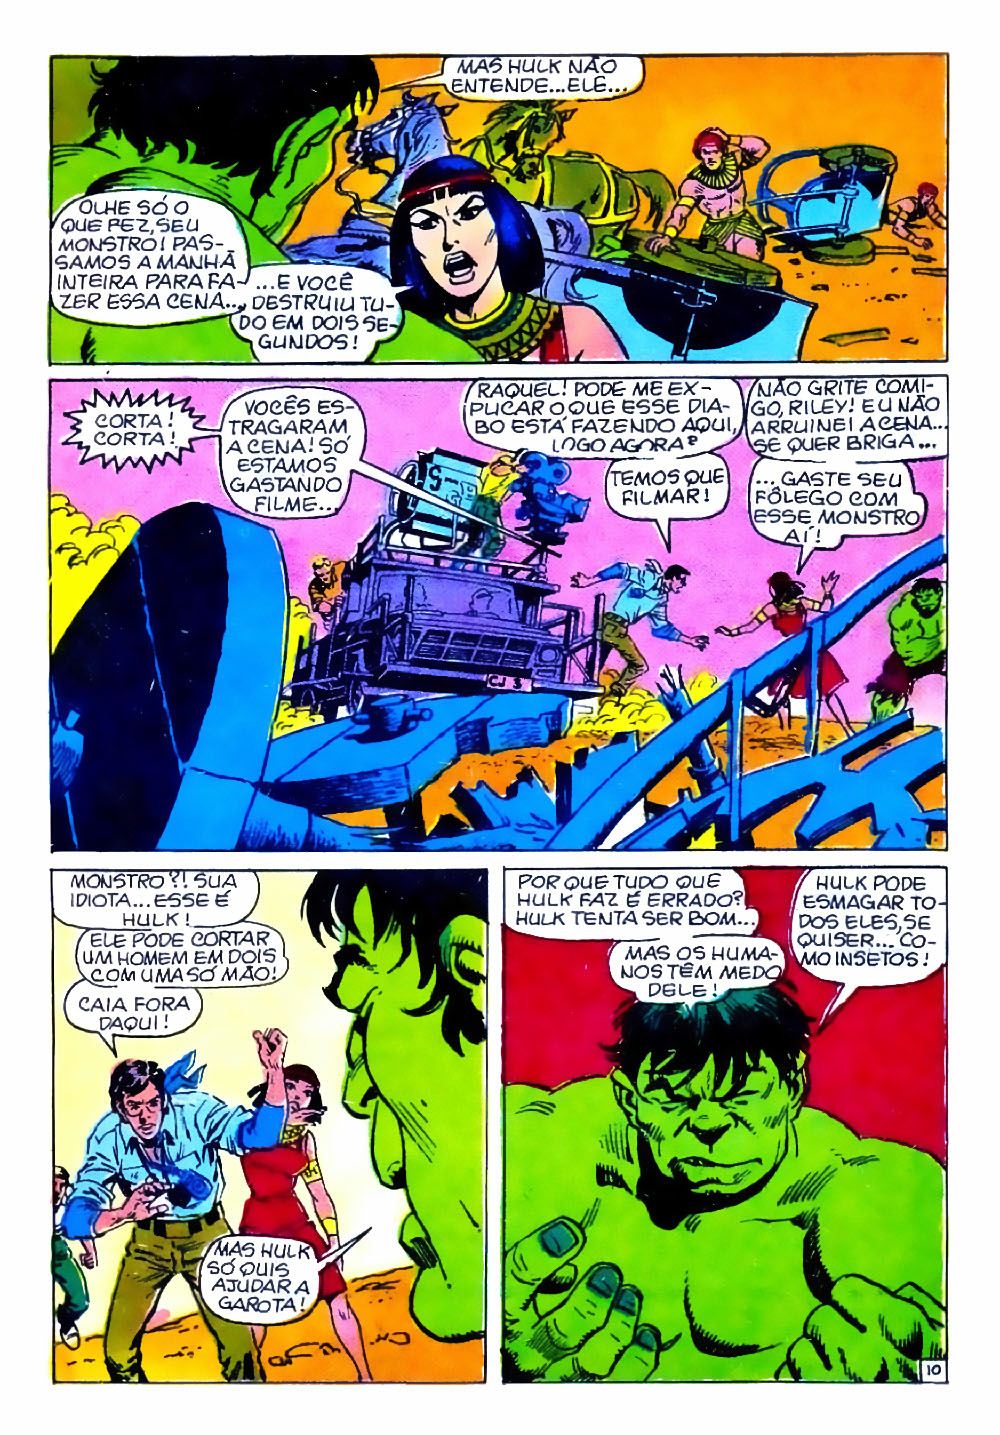 MAS HULK NÃO
ENTENDE...ELE...
OLHE SÓ O
QUE FEZ, SEU
MONSTRO! PAS-
SAMOS A MANHÃ
INTEIRA PARA FA-
ZER ESSA CENA...
...E VOCÊ
DESTRUIU TU-
DO EM DOIS SE-
GUNDOS!
CORTA!
CORTA!
VOCÊS ES-
TRAGARAM
A CENA! SÓ
ESTAMOS
GASTANDO
FILME...
RAQUEL! PODE ME EX-
PLICAR O QUE ESSE DIA-
BO ESTÁ FAZENDO AQUI,
LOGO AGORA?
TEMOS QUE
FILMAR!
NÃO GRITE COMI-
GO, RILEY! EU NÃO
ARRUINEI A CENA...
SE QUER BRIGA...
...GASTE SEU
FÔLEGO COM
ESSE MONSTRO
AÍ!
S
CJ S
MONSTRO?! SUA
IDIOTA...ESSE É
HULK!
ELE PODE CORTAR
UM HOMEM EM DOIS
COM UMA SÓ MÃO!
CAIA FORA
DAQUI!
MAS HULK
SÓ QUIS
AJUDAR A
GAROTA!
POR QUE TUDO QUE
HULK FAZ É ERRADO?
HULK TENTA SER BOM...
MAS OS HUMA-
NOS TÊM MEDO
DELE!
HULK PODE
ESMAGAR TO-
DOS ELES, SE
QUISER... CO-
MO INSETOS!
10